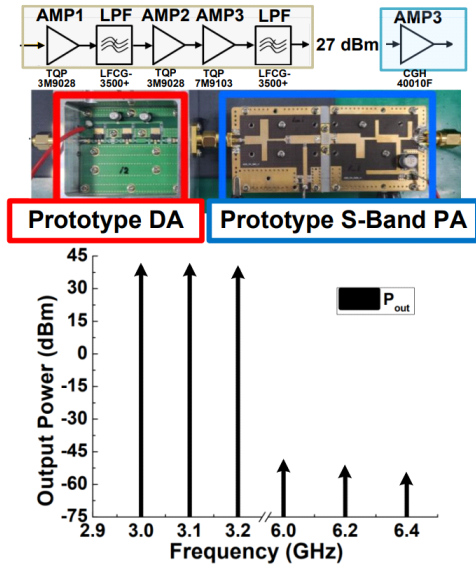 AMP1 LPF AMP2 AMP3 LPF AMP3
27 dBm
TQP 3M9028 LFCG-3500+ TQP 3M9028 TQP 7M9103 LFCG-3500+ CGH 40010F
12
Prototype DA Prototype S-Band PA
45
30
15
0
-15
-30
-45
-60
-75
Output Power (dBm)
Pout
2.9 3.0 3.1 3.2 6.0 6.2 6.4
Frequency (GHz)